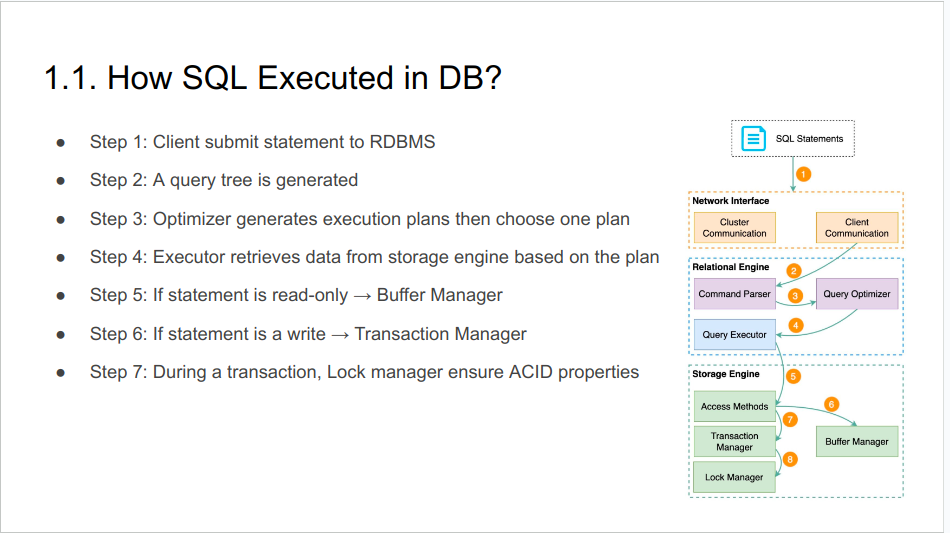 1.1. How SQL Executed in DB?
● Step 1: Client submit statement to RDBMS
● Step 2: A query tree is generated
● Step 3: Optimizer generates execution plans then choose one plan
● Step 4: Executor retrieves data from storage engine based on the plan
● Step 5: If statement is read-only → Buffer Manager
● Step 6: If statement is a write → Transaction Manager
● Step 7: During a transaction, Lock manager ensure ACID properties
SQL Statements
1
Network Interface
Cluster
Communication
Client
Communication
2
Relational Engine
Command Parser
3
Query Optimizer
4
Query Executor
5
Storage Engine
Access Methods
6
7
Transaction
Manager
Buffer Manager
8
Lock Manager